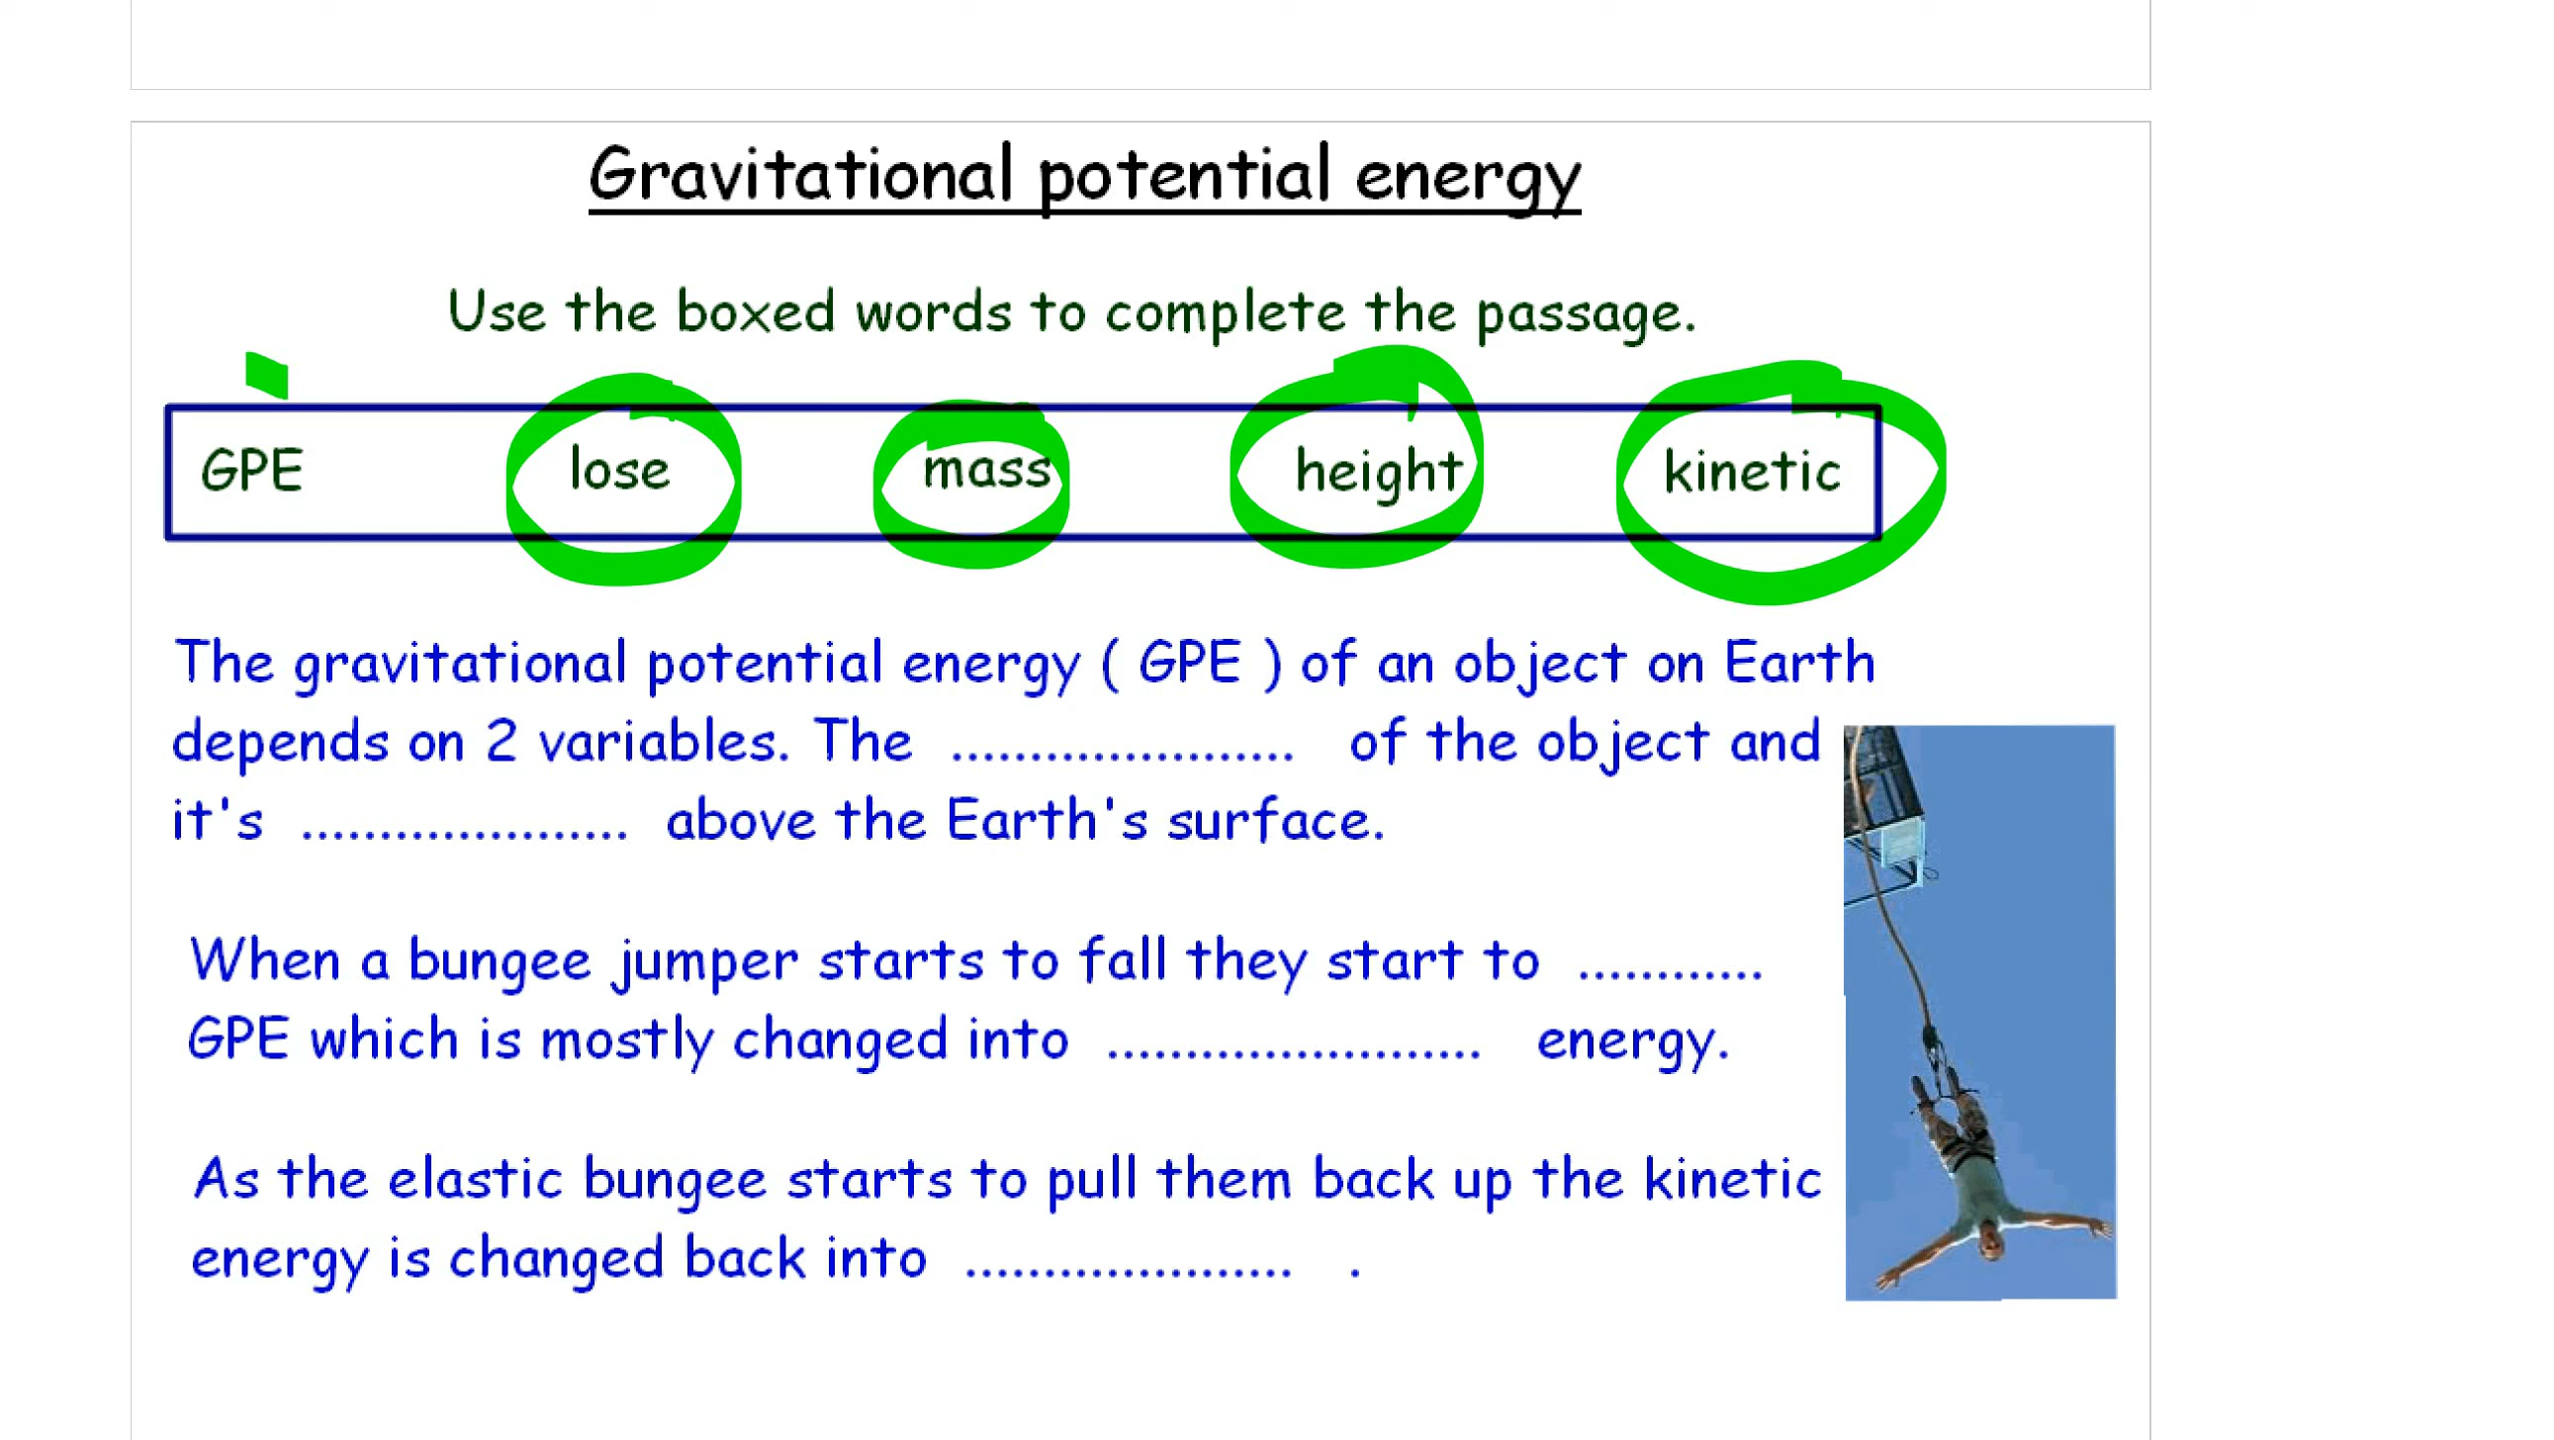 Gravitational potential energy
Use the boxed words to complete the passage.
GPE lose mass height kinetic
The gravitational potential energy ( GPE ) of an object on Earth
depends on 2 variables. The ...................... of the object and
it's ..................... above the Earth's surface.
When a bungee jumper starts to fall they start to ............
GPE which is mostly changed into ........................ energy.
As the elastic bungee starts to pull them back up the kinetic
energy is changed back into ..................... .